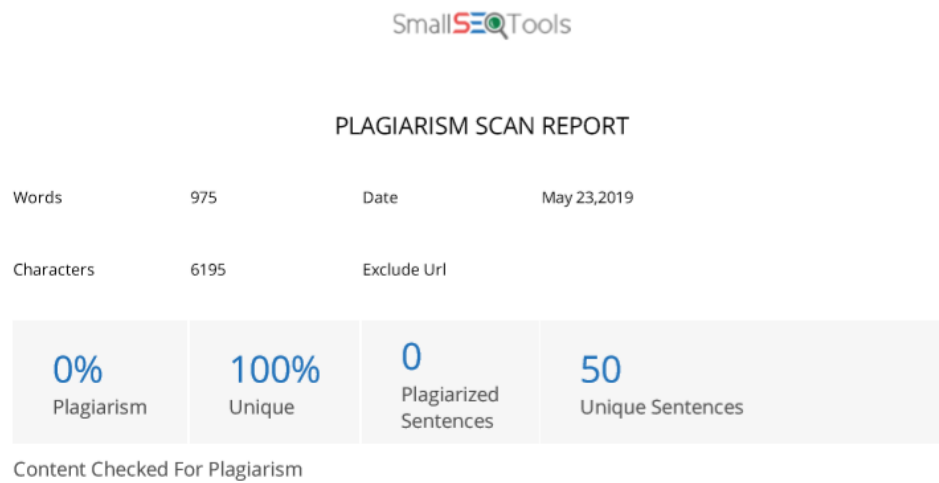 SmallSEOTools
PLAGIARISM SCAN REPORT
Words 975 Date May 23,2019
Characters 6195 Exclude Url
0% 100% 0 50
Plagiarism Unique Plagiarized Sentences Unique Sentences
Content Checked For Plagiarism